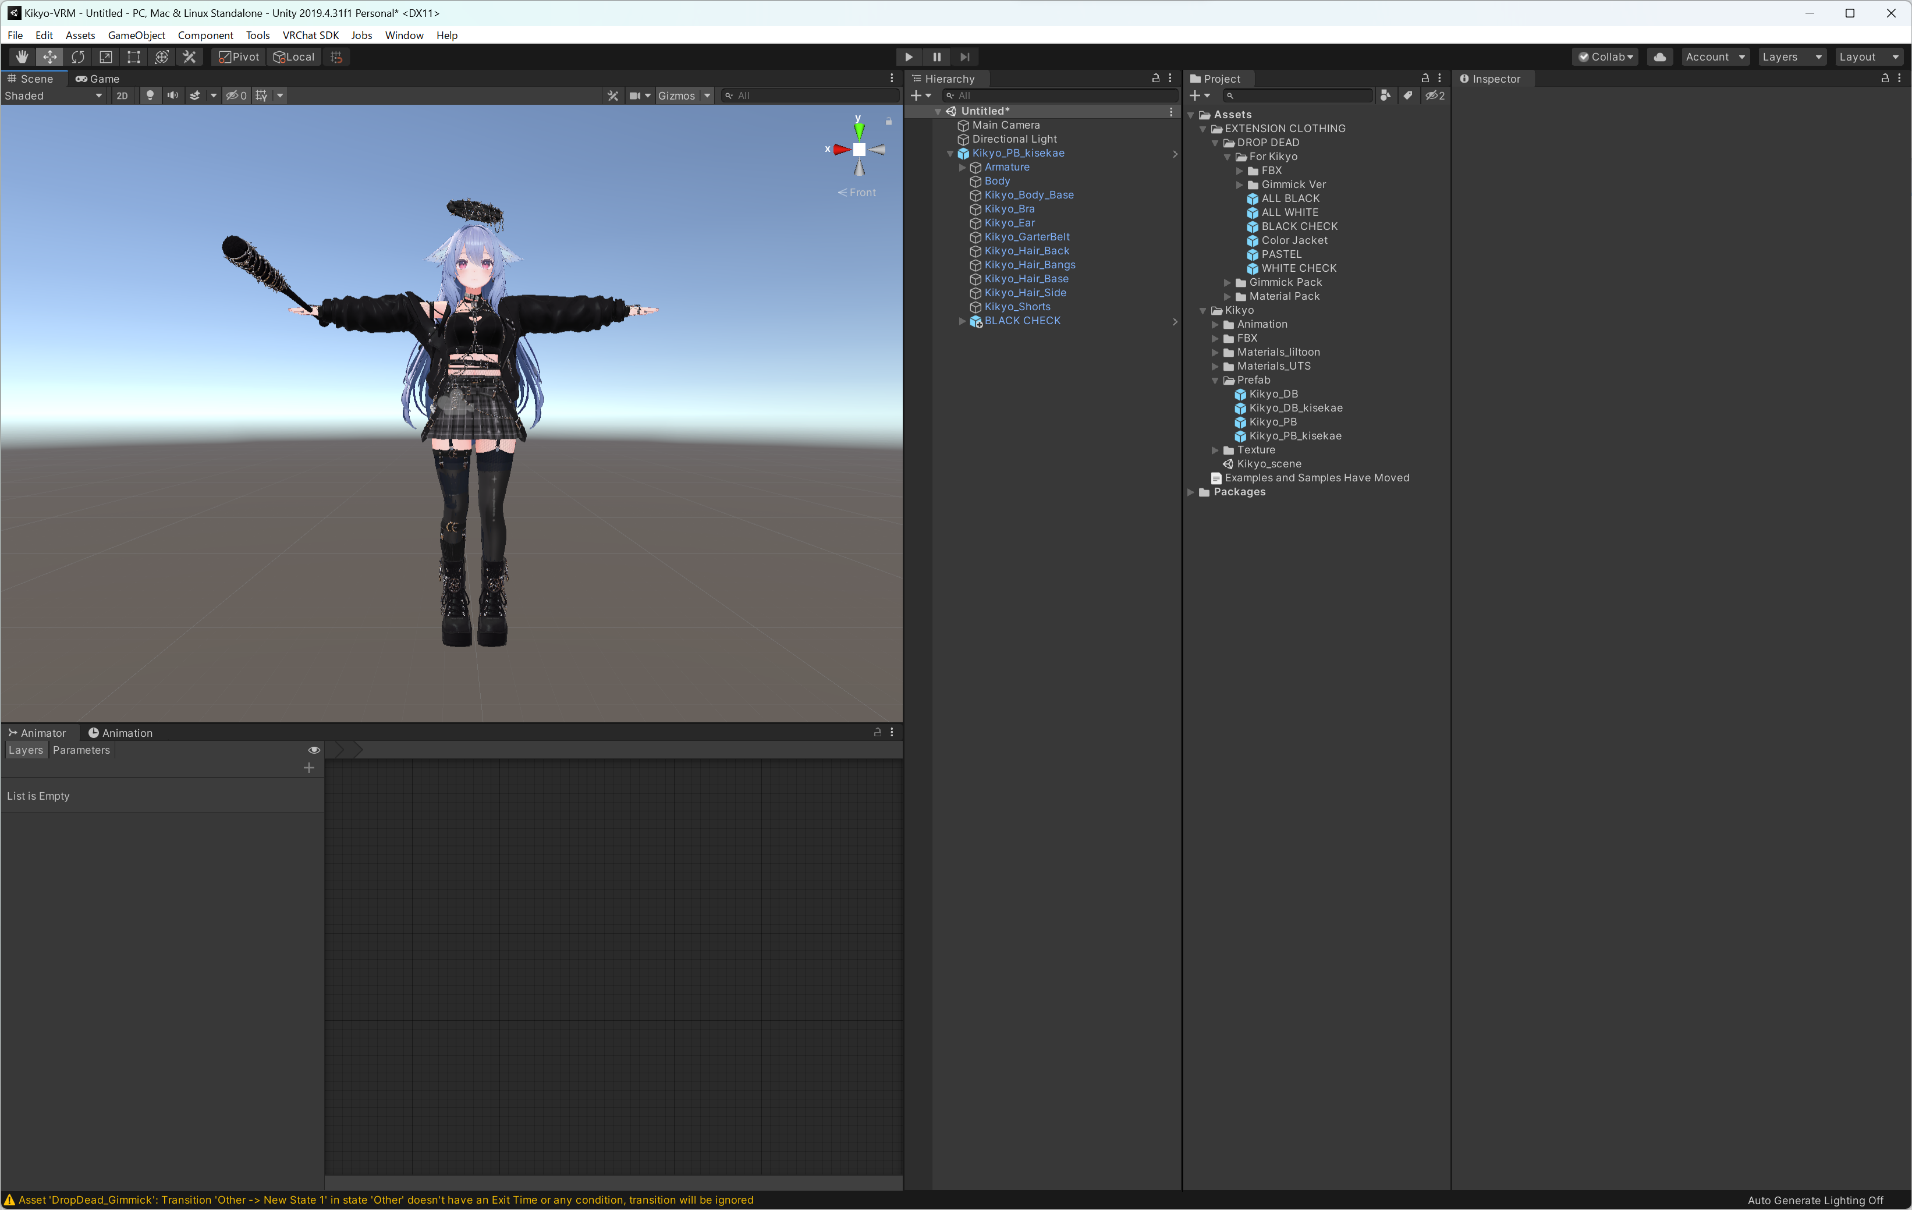 Kikyo-VRM - Untitled - PC, Mac & Linux Standalone - Unity 2019.4.31f1 Personal* <DX11>
File Edit Assets GameObject Component Tools VRChat SDK Jobs Window Help
Pivot Local Collab Account Layers Layout
Scene Game
Shaded 2D 0 Gizmos All
y
x
Front
Hierarchy
All
Untitled*
Main Camera
Directional Light
Kikyo_PB_kisekae
Armature
Body
Kikyo_Body_Base
Kikyo_Bra
Kikyo_Ear
Kikyo_GarterBelt
Kikyo_Hair_Back
Kikyo_Hair_Bangs
Kikyo_Hair_Base
Kikyo_Hair_Side
Kikyo_Shorts
BLACK CHECK
Project
2
Assets
EXTENSION CLOTHING
DROP DEAD
For Kikyo
FBX
Gimmick Ver
ALL BLACK
ALL WHITE
BLACK CHECK
Color Jacket
PASTEL
WHITE CHECK
Gimmick Pack
Material Pack
Kikyo
Animation
FBX
Materials_liltoon
Materials_UTS
Prefab
Kikyo_DB
Kikyo_DB_kisekae
Kikyo_PB
Kikyo_PB_kisekae
Texture
Kikyo_scene
Examples and Samples Have Moved
Packages
Inspector
Animator Animation
Layers Parameters
List is Empty
Asset 'DropDead_Gimmick': Transition 'Other -> New State 1' in state 'Other' doesn't have an Exit Time or any condition, transition will be ignored
Auto Generate Lighting Off